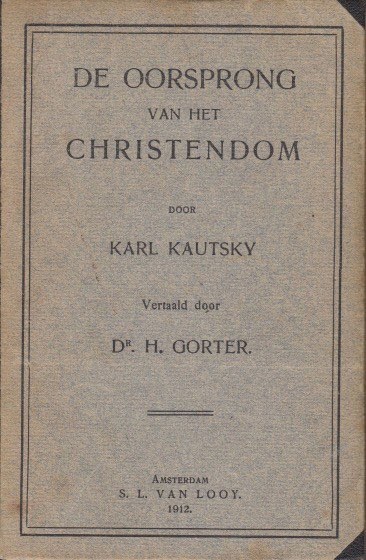 DE OORSPRONG
VAN HET
CHRISTENDOM
DOOR
KARL KAUTSKY
Vertaald door
DR. H. GORTER.
AMSTERDAM
S. L. VAN LOOY.
1912.